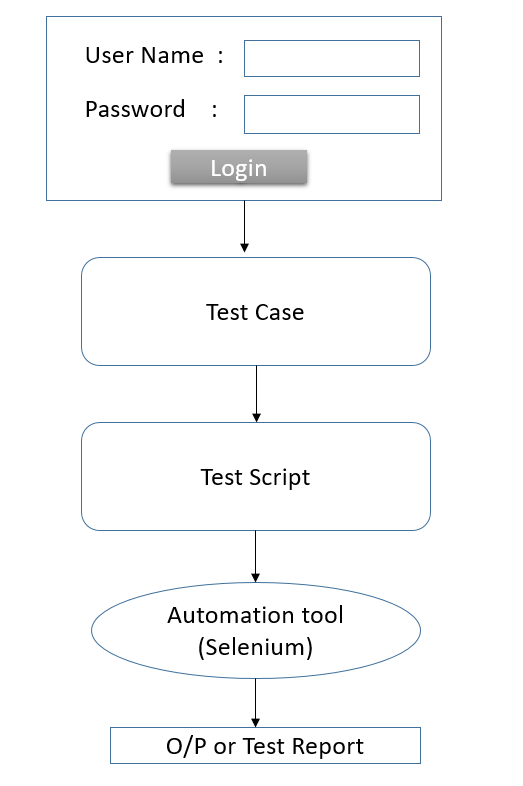 User Name :
Password :
Login
Test Case
Test Script
Automation tool
(Selenium)
O/P or Test Report